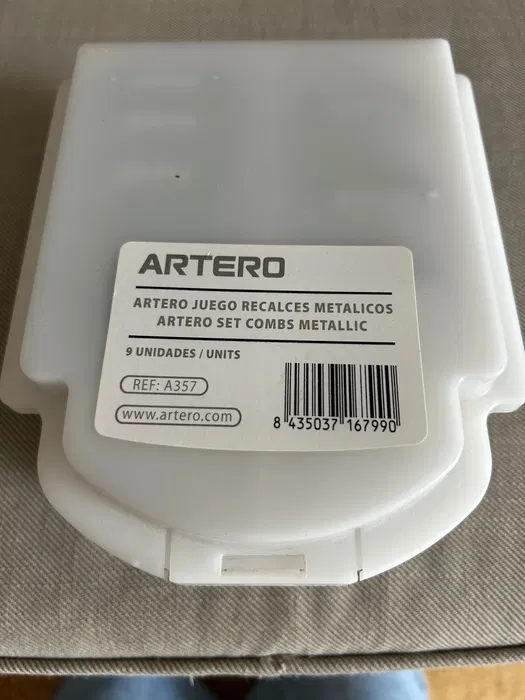 ARTERO
ARTERO JUEGO RECALCES METALICOS
ARTERO SET COMBS METALLIC
9 UNIDADES / UNITS
REF: A357
www.artero.com
8 435037 167990